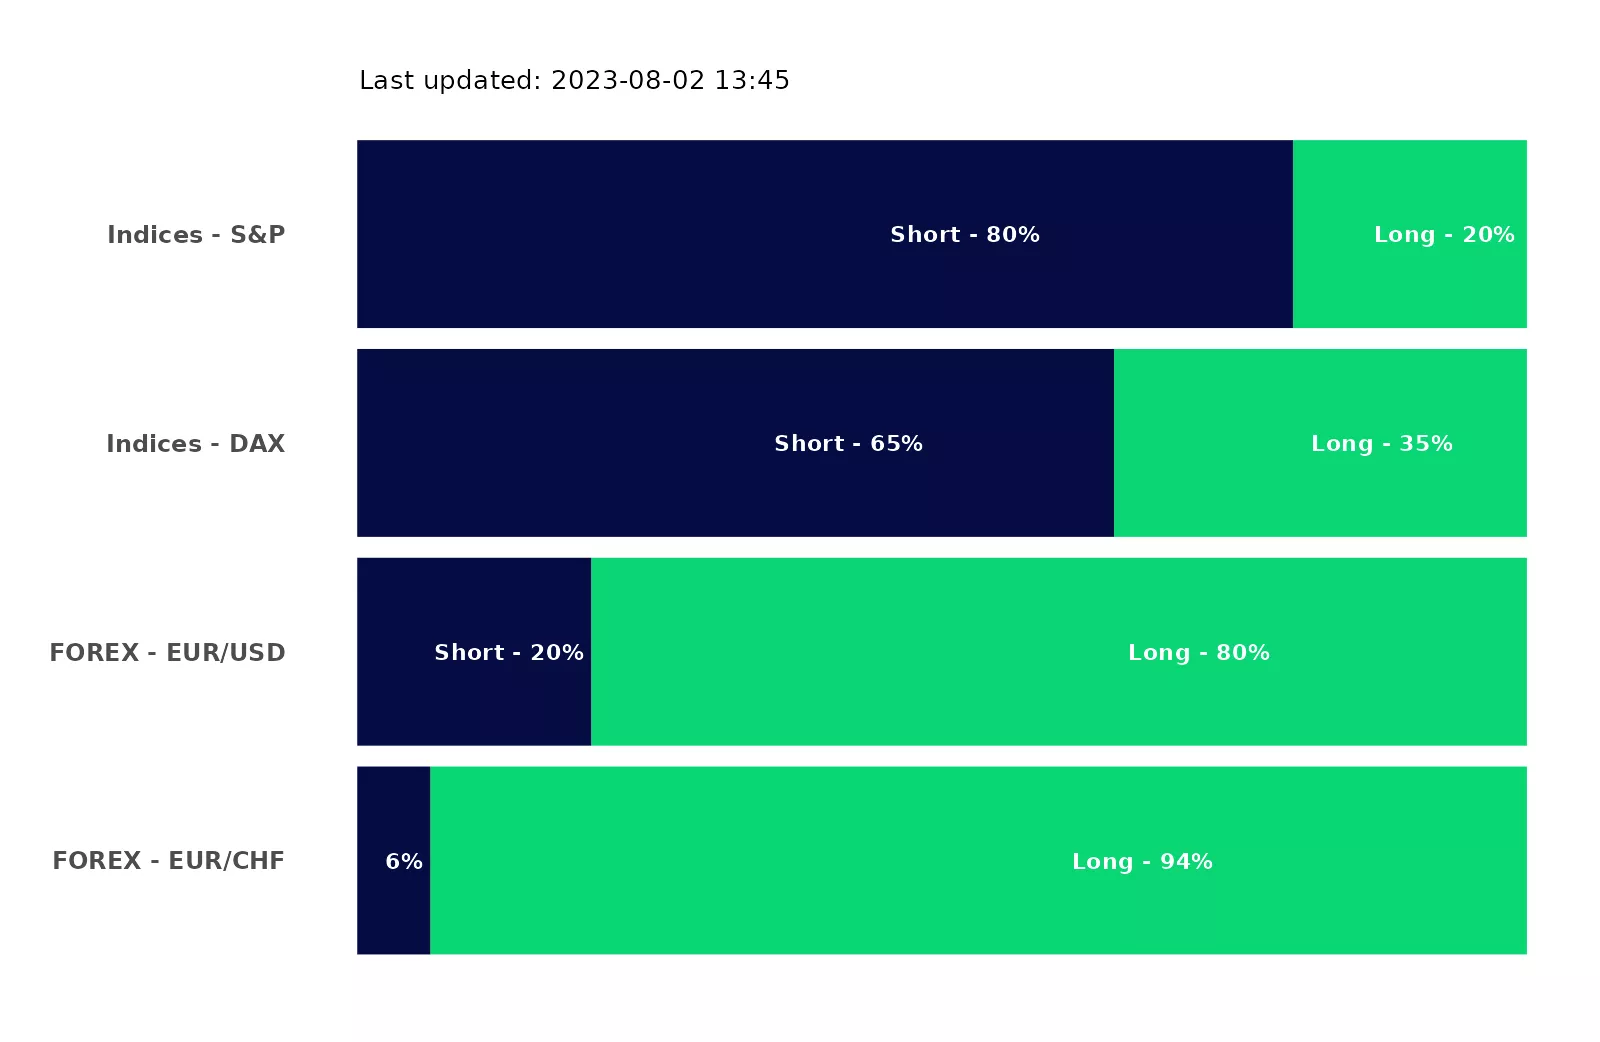 Last updated: 2023-08-02 13:45
Indices - S&P
Short - 80%
Long - 20%
Indices - DAX
Short - 65%
Long - 35%
FOREX - EUR/USD
Short - 20%
Long - 80%
FOREX - EUR/CHF
6%
Long - 94%